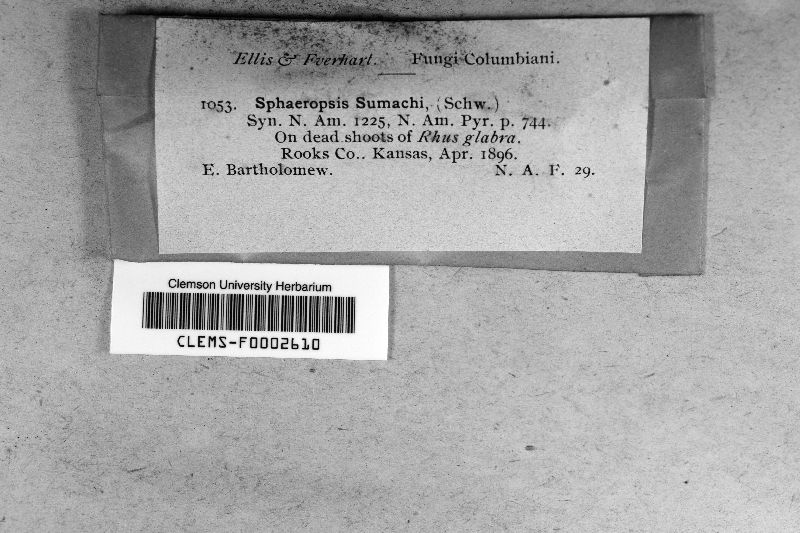 Ellis & Everhart. Fungi Columbiani.
1053. Sphaeropsis Sumachi, (Schw.)
Syn. N. Am. 1225, N. Am. Pyr. p. 744.
On dead shoots of Rhus glabra.
Rooks Co., Kansas, Apr. 1896.
E. Bartholomew. N. A. F. 29.
Clemson University Herbarium
CLEMS-F0002610